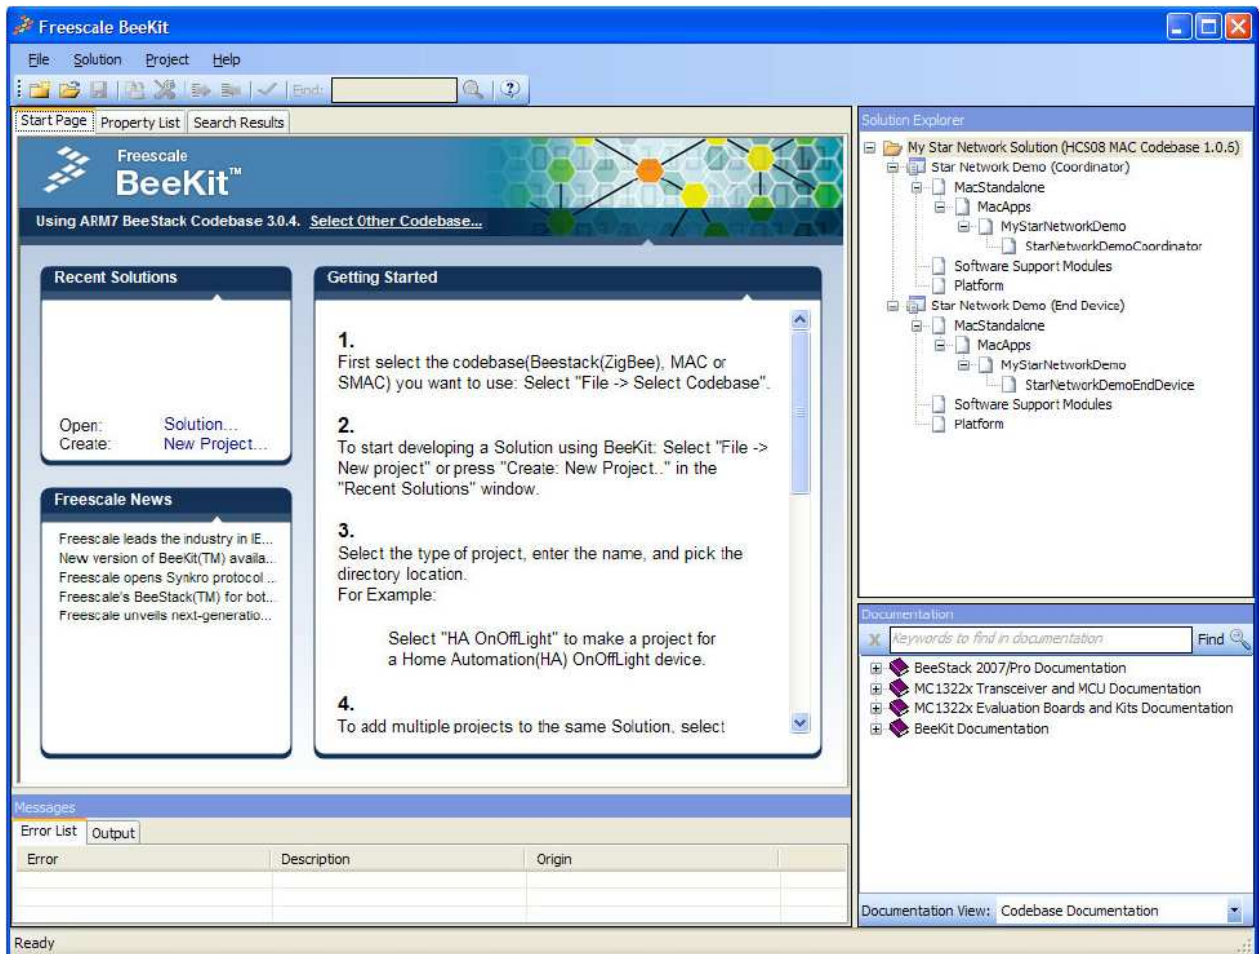 Freescale BeeKit
File Solution Project Help
Find:
Start Page Property List Search Results
Freescale
BeeKit™
Using ARM7 BeeStack Codebase 3.0.4. Select Other Codebase...
Recent Solutions
Open: Solution...
Create: New Project...
Freescale News
Freescale leads the industry in IE...
New version of BeeKit(TM) availa...
Freescale opens Synkro protocol ...
Freescale's BeeStack(TM) for bot...
Freescale unveils next-generatio...
Getting Started
1.
First select the codebase(Beestack(ZigBee), MAC or
SMAC) you want to use: Select "File -> Select Codebase".
2.
To start developing a Solution using BeeKit: Select "File ->
New project" or press "Create: New Project.." in the
"Recent Solutions" window.
3.
Select the type of project, enter the name, and pick the
directory location.
For Example:
Select "HA OnOffLight" to make a project for
a Home Automation(HA) OnOffLight device.
4.
To add multiple projects to the same Solution, select
Messages
Error List Output
Error Description Origin
Ready
Solution Explorer
My Star Network Solution (HCS08 MAC Codebase 1.0.5)
Star Network Demo (Coordinator)
MacStandalone
MacApps
MyStarNetworkDemo
StarNetworkDemoCoordinator
Software Support Modules
Platform
Star Network Demo (End Device)
MacStandalone
MacApps
MyStarNetworkDemo
StarNetworkDemoEndDevice
Software Support Modules
Platform
Documentation
Keywords to find in documentation Find
BeeStack 2007/Pro Documentation
MC1322x Transceiver and MCU Documentation
MC1322x Evaluation Boards and Kits Documentation
BeeKit Documentation
Documentation View: Codebase Documentation